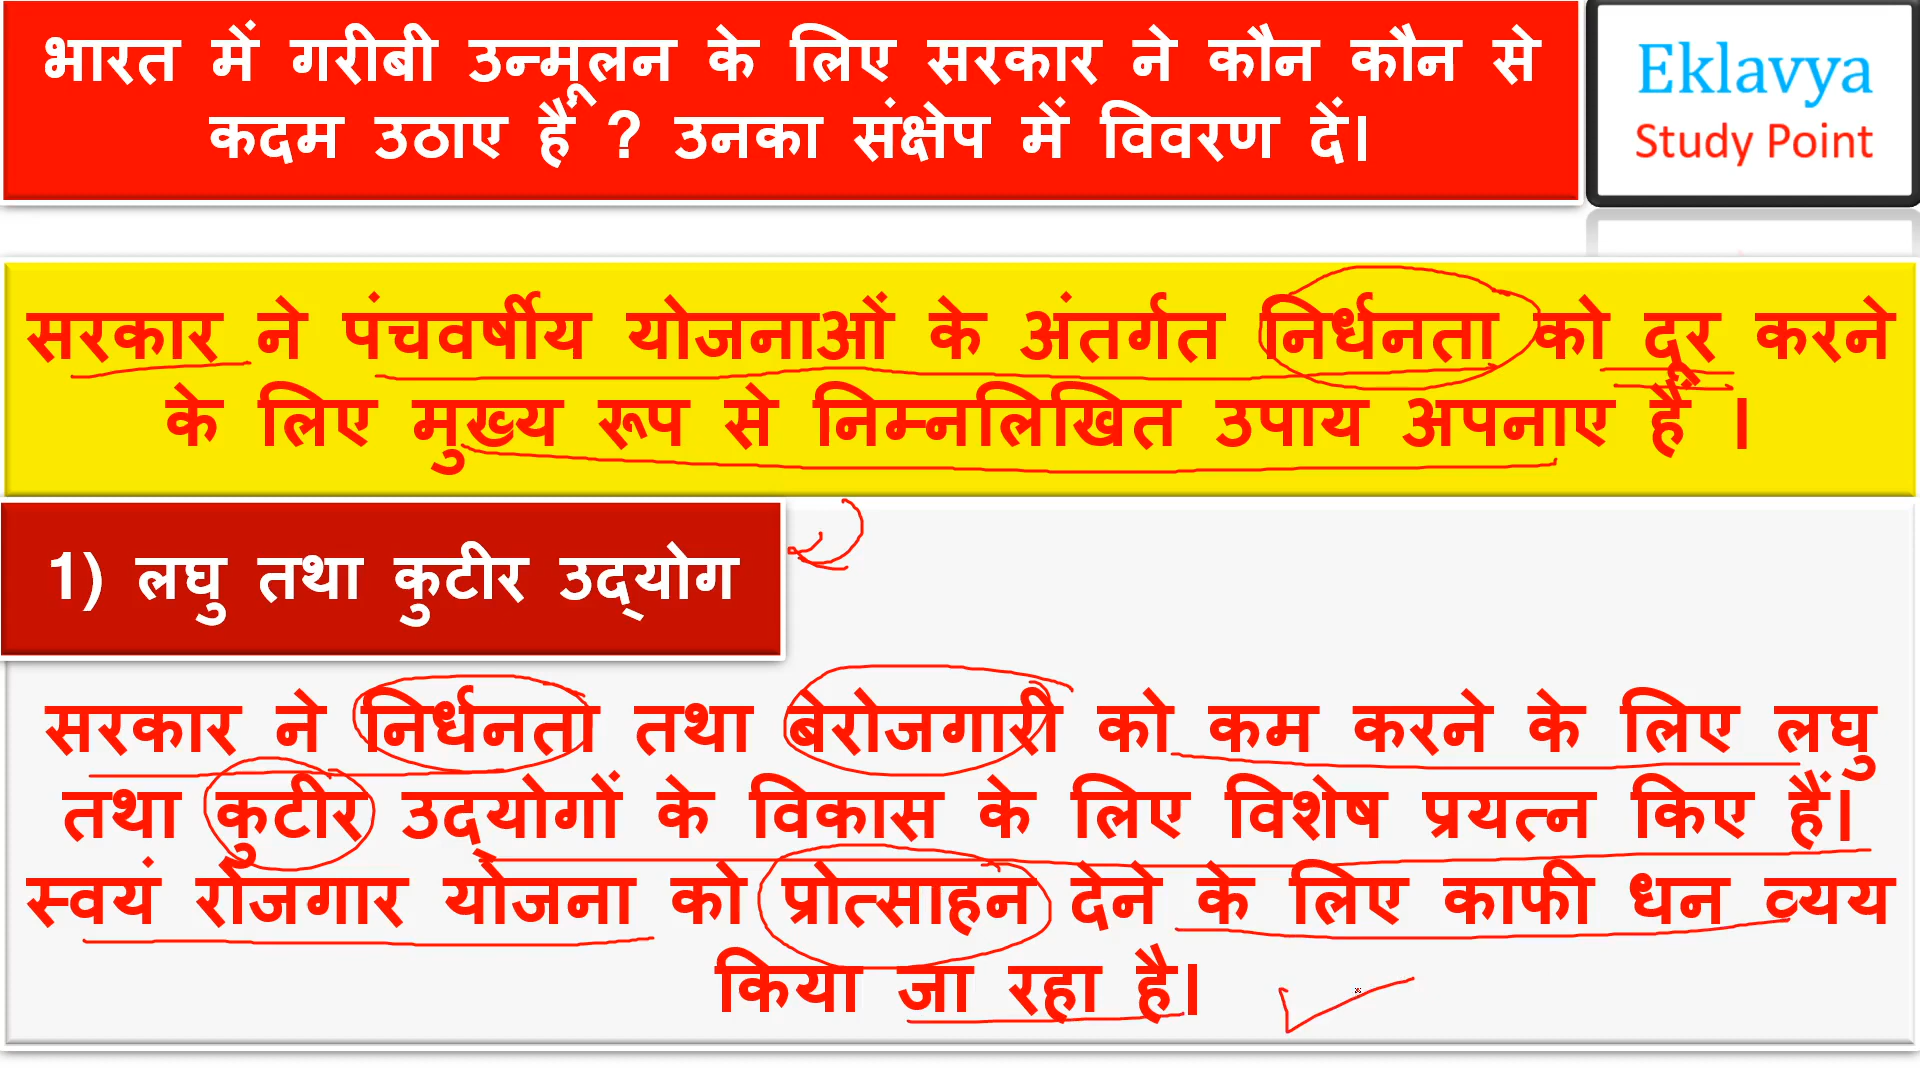 भारत में गरीबी उन्मूलन के लिए सरकार ने कौन कौन से
कदम उठाए हैं ? उनका संक्षेप में विवरण दें।
Eklavya
Study Point
सरकार ने पंचवर्षीय योजनाओं के अंतर्गत निर्धनता को दूर करने
के लिए मुख्य रूप से निम्नलिखित उपाय अपनाए हैं ।
1) लघु तथा कुटीर उद्योग
सरकार ने निर्धनता तथा बेरोजगारी को कम करने के लिए लघु
तथा कुटीर उद्योगों के विकास के लिए विशेष प्रयत्न किए हैं।
स्वयं रोजगार योजना को प्रोत्साहन देने के लिए काफी धन व्यय
किया जा रहा है।